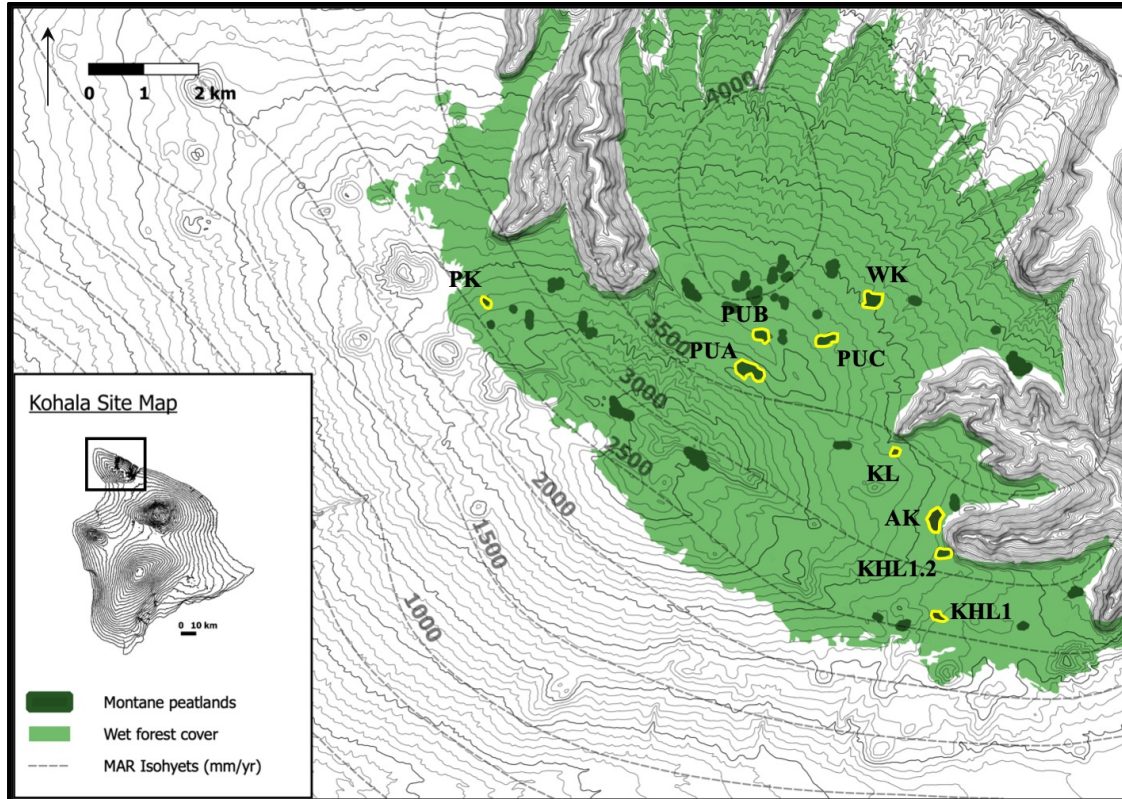 4000
0 1 2 km
PK
WK
PUB
3500
PUA
PUC
3000
2500
KL
2000
AK
1500
KHL1.2
1000
KHL1
Kohala Site Map
0 10 km
Montane peatlands
Wet forest cover
MAR Isohyets (mm/yr)